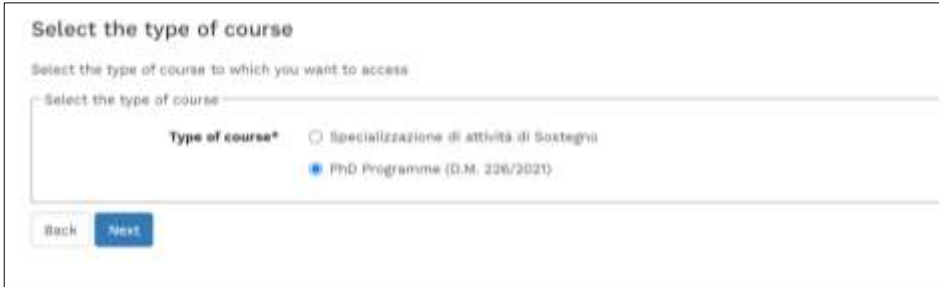 Select the type of course
Select the type of course to which you want to access
Select the type of course
Type of course*
Specializzazione di attività di Sostegno
PhD Programme (D.M. 226/2021)
Back Next